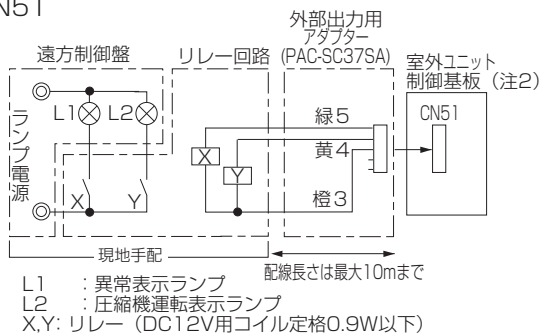 N51
外部出力用
アダプター
(PAC-SC37SA)
遠方制御盤
リレー回路
室外ユニット
制御基板（注2）
ランプ電源
L1
L2
CN51
緑5
黄4
橙3
X
Y
X
Y
現地手配
配線長さは最大10mまで
L1 ：異常表示ランプ
L2 ：圧縮機運転表示ランプ
X,Y：リレー（DC12V用コイル定格0.9W以下）